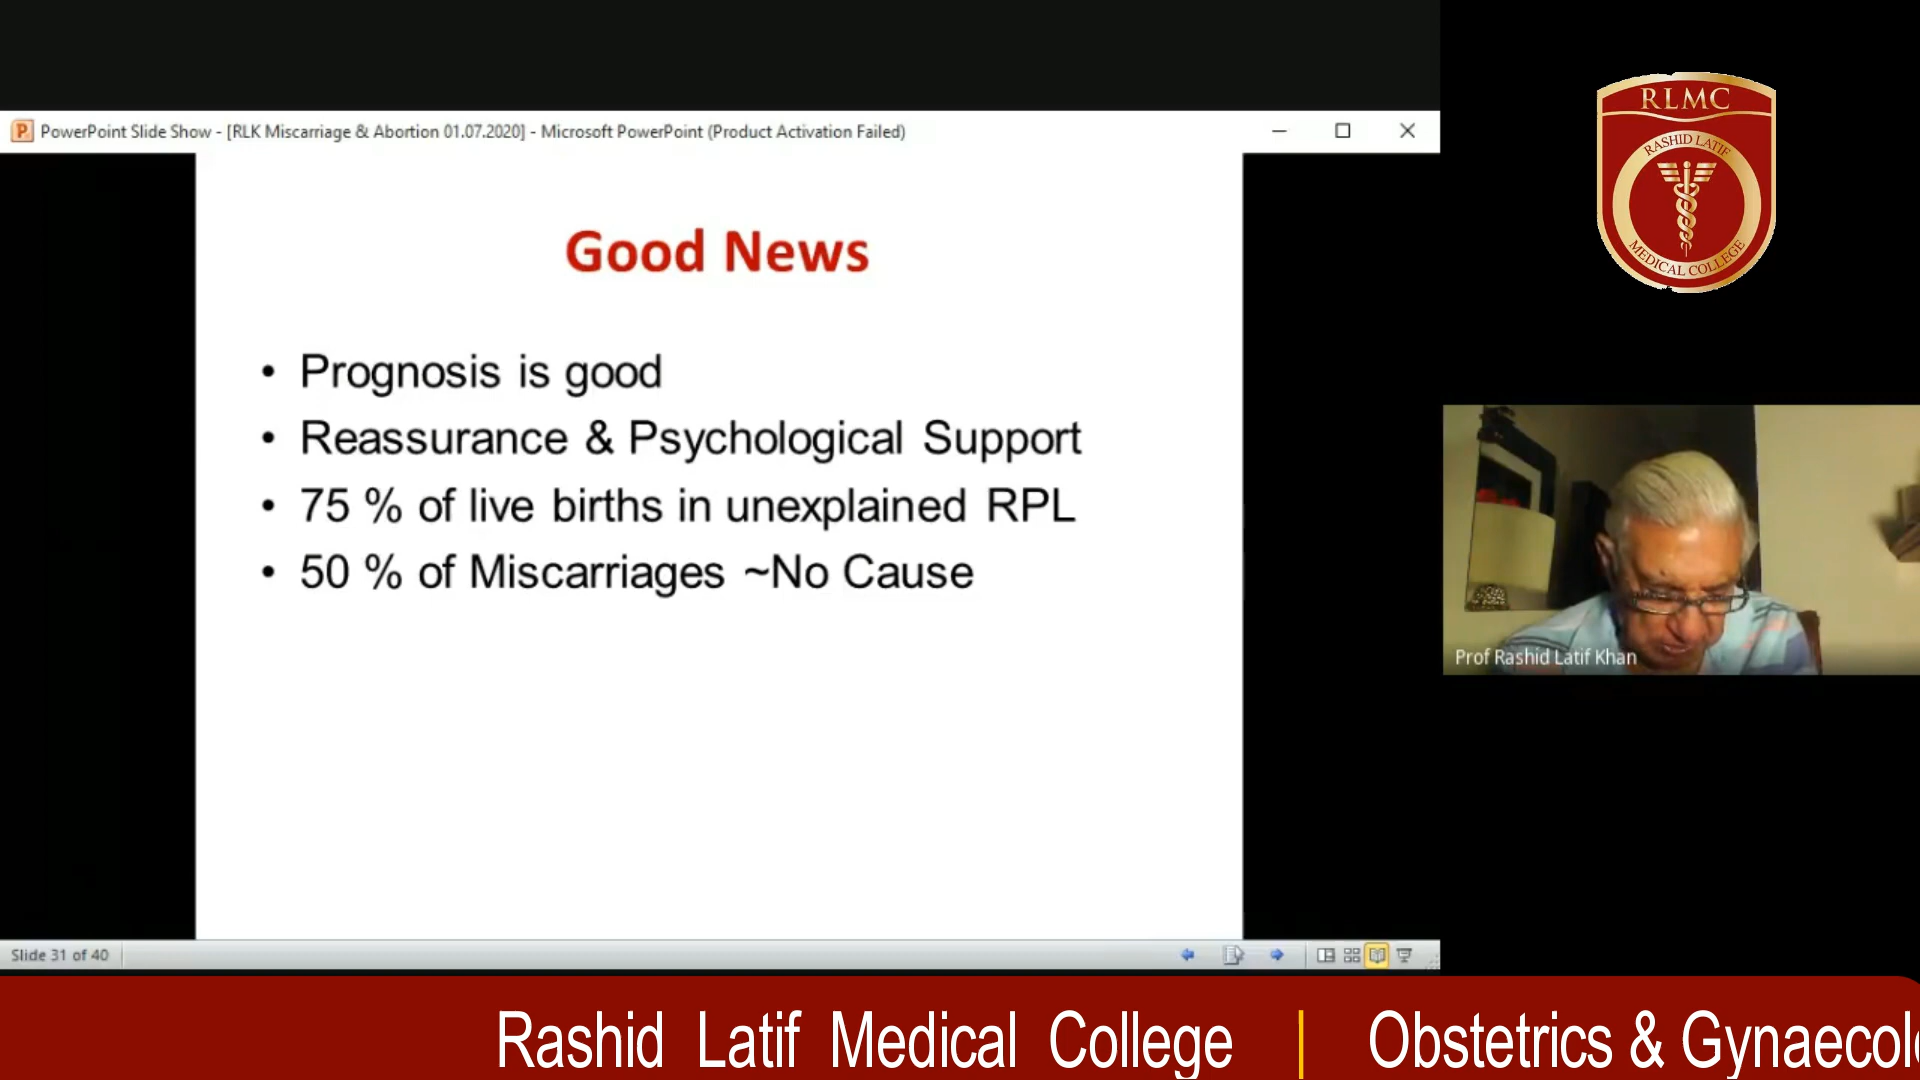 PowerPoint Slide Show - [RLK Miscarriage & Abortion 01.07.2020] - Microsoft PowerPoint (Product Activation Failed)
RLMC
RASHID LATIF
MEDICAL COLLEGE
Good News
• Prognosis is good
• Reassurance & Psychological Support
• 75 % of live births in unexplained RPL
• 50 % of Miscarriages ~No Cause
Prof Rashid Latif Khan
Slide 31 of 40
Rashid Latif Medical College | Obstetrics & Gynaecol